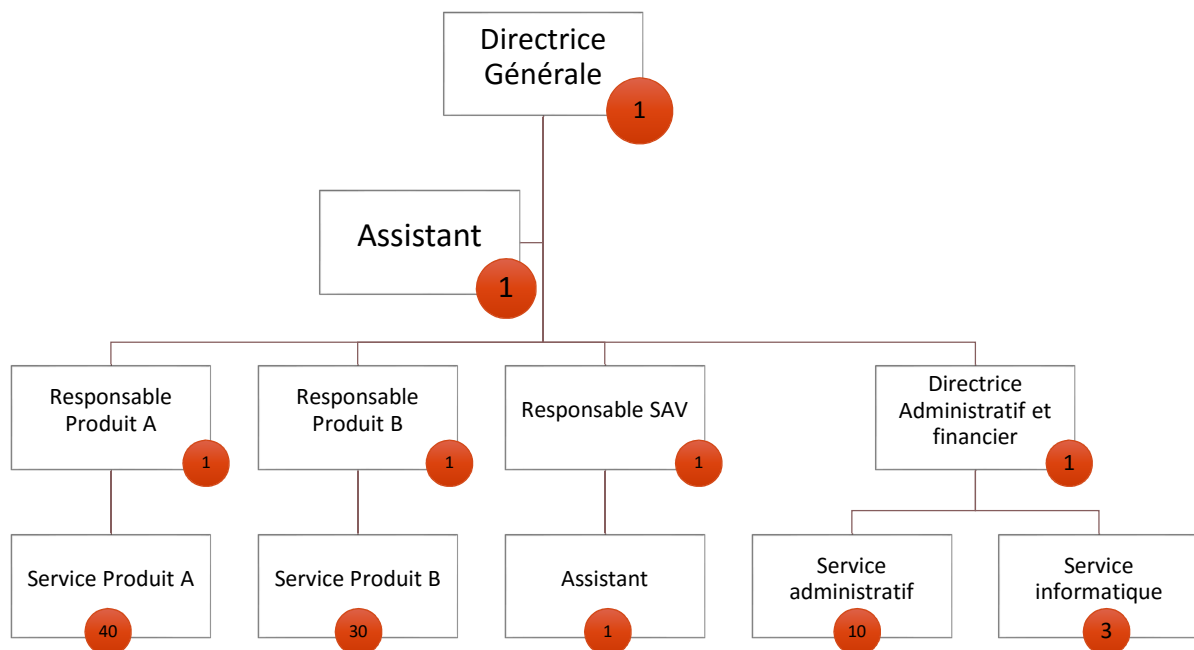 Directrice
Générale
1
Assistant
1
Responsable
Produit A
1
Responsable
Produit B
1
Responsable SAV
1
Directrice
Administratif et
financier
1
Service Produit A
40
Service Produit B
30
Assistant
1
Service
administratif
10
Service
informatique
3